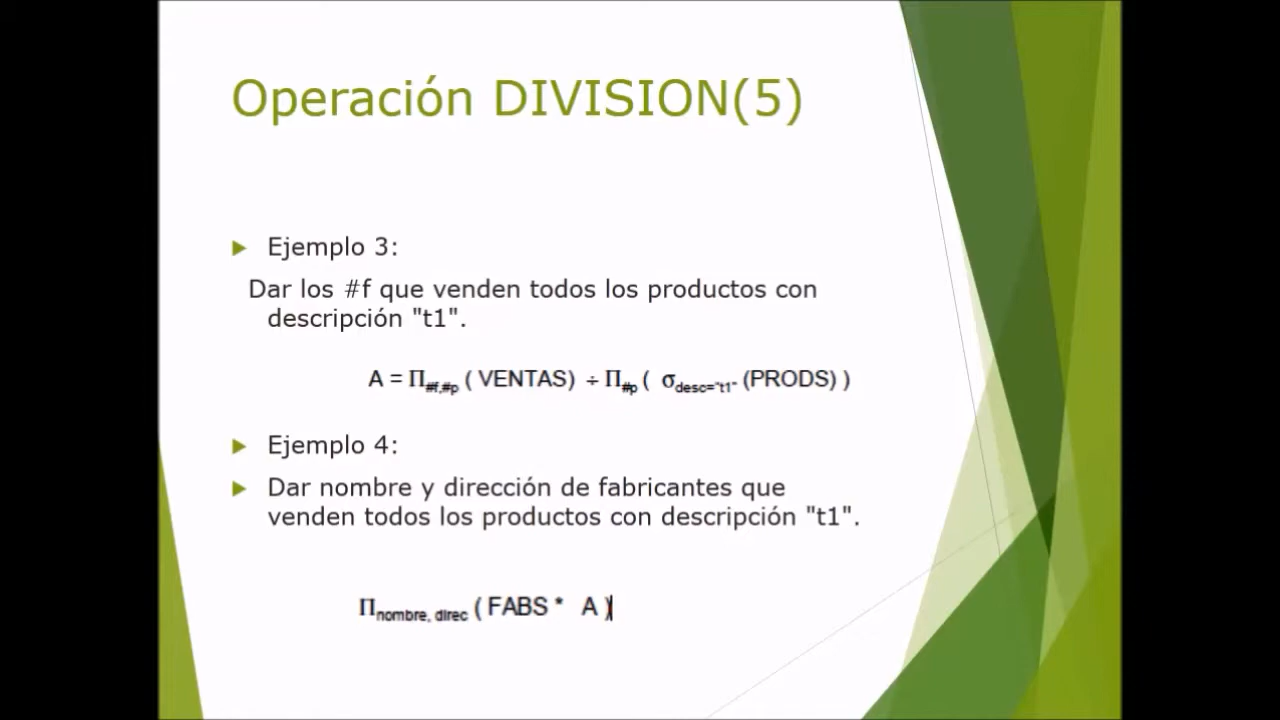 Operación DIVISION(5)
Ejemplo 3:
Dar los #f que venden todos los productos con
descripción "t1".
A = Π#f,#p ( VENTAS) ÷ Π#p ( σdesc="t1" (PRODS) )
Ejemplo 4:
Dar nombre y dirección de fabricantes que
venden todos los productos con descripción "t1".
Πnombre, direc ( FABS * A )